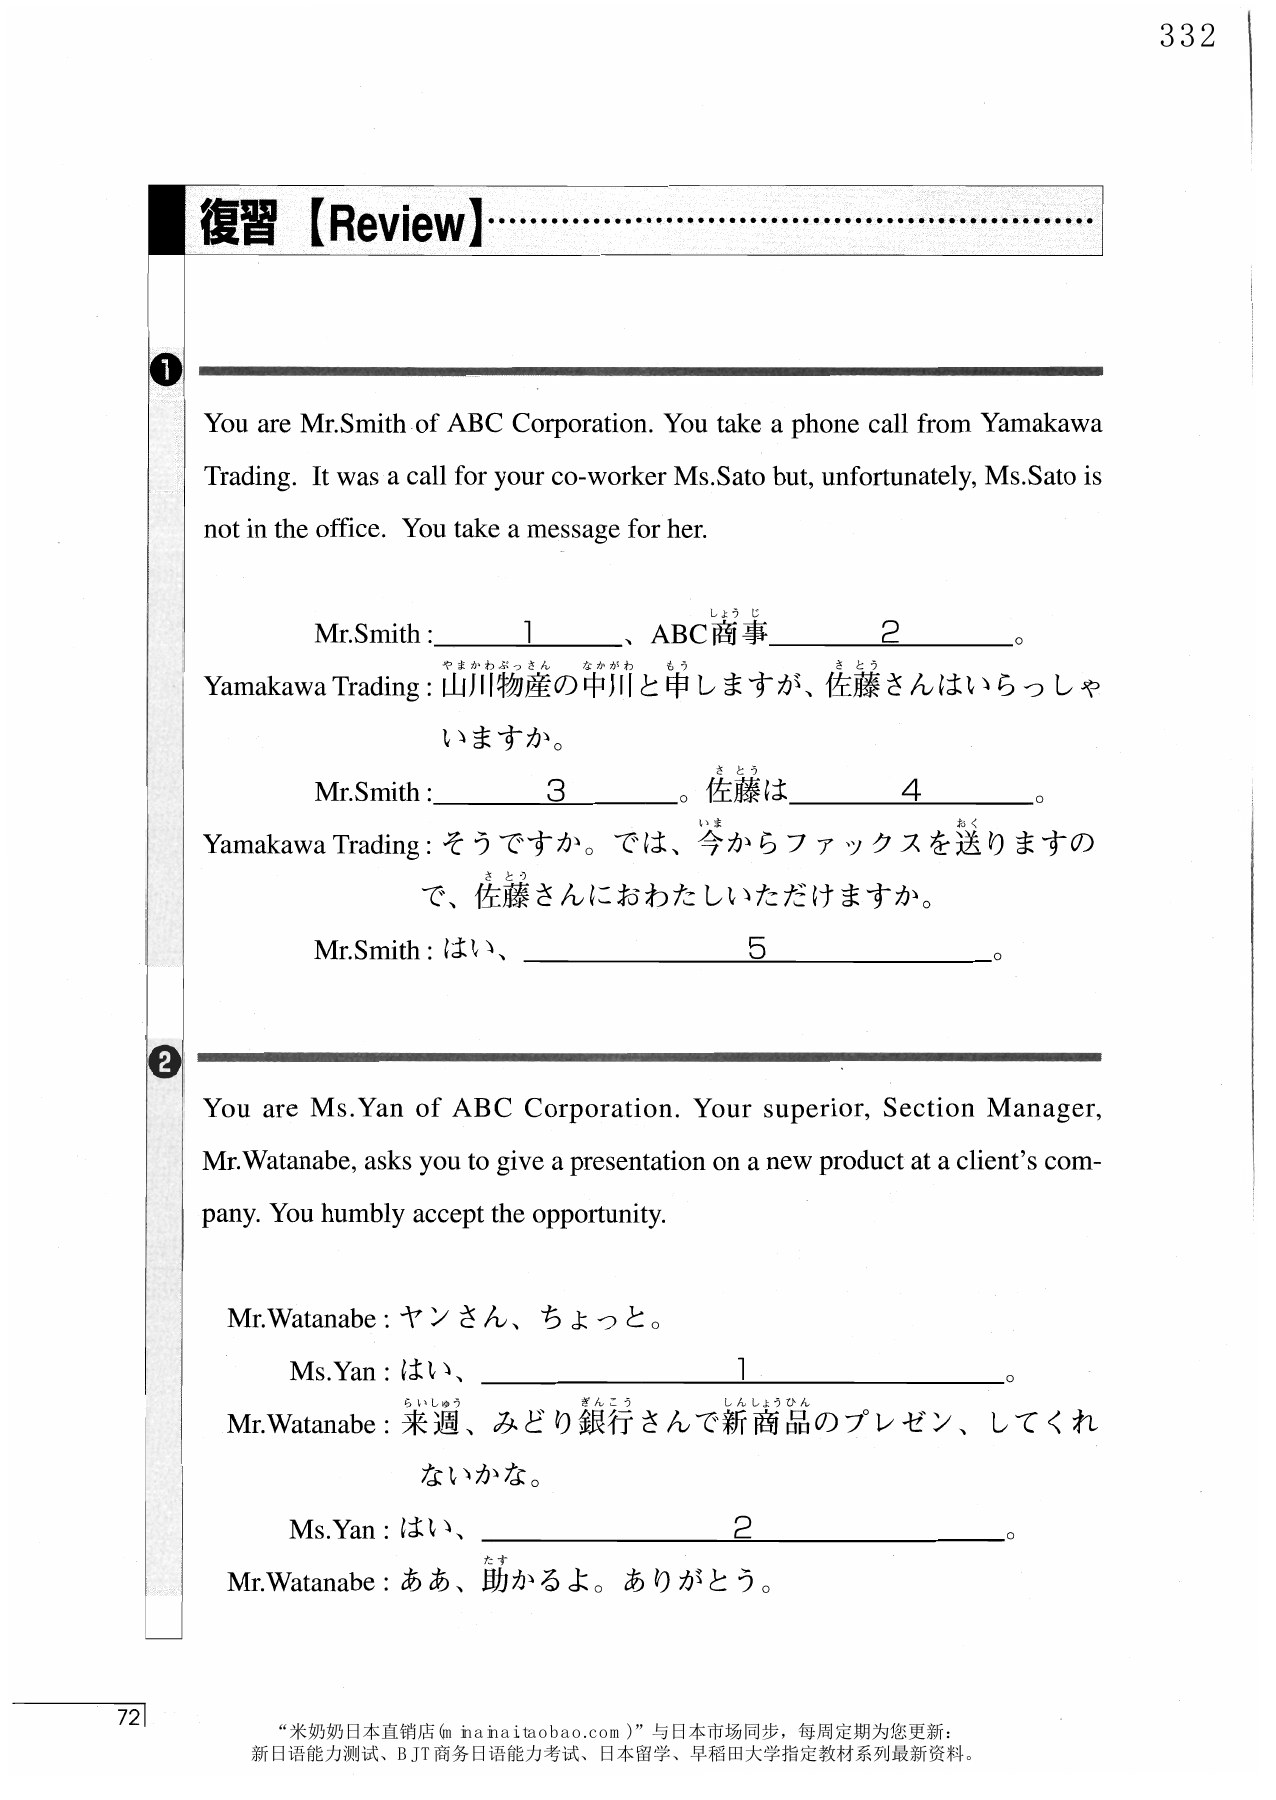 332
復習【Review】
1
You are Mr.Smith of ABC Corporation. You take a phone call from Yamakawa
Trading. It was a call for your co-worker Ms.Sato but, unfortunately, Ms.Sato is
not in the office. You take a message for her.
しょう じ
Mr.Smith : 1 、ABC商事 2 。
やまかわぶっさん なかがわ もう さ とう
Yamakawa Trading : 山川物産の中川と申しますが、佐藤さんはいらっしゃ
いますか。
さ とう
Mr.Smith : 3 。佐藤は 4 。
いま おく
Yamakawa Trading : そうですか。では、今からファックスを送りますの
さ とう
で、佐藤さんにおわたしいただけますか。
Mr.Smith : はい、 5 。
2
You are Ms.Yan of ABC Corporation. Your superior, Section Manager,
Mr.Watanabe, asks you to give a presentation on a new product at a client's com-
pany. You humbly accept the opportunity.
Mr.Watanabe : ヤンさん、ちょっと。
Ms.Yan : はい、 1 。
らいしゅう ぎんこう しんしょうひん
Mr.Watanabe : 来週、みどり銀行さんで新商品のプレゼン、してくれ
ないかな。
Ms.Yan : はい、 2 。
たす
Mr.Watanabe : ああ、助かるよ。ありがとう。
72
“米奶奶日本直销店(minainaitaobao.com)”与日本市场同步，每周定期为您更新：
新日语能力测试、BJT商务日语能力考试、日本留学、早稻田大学指定教材系列最新资料。